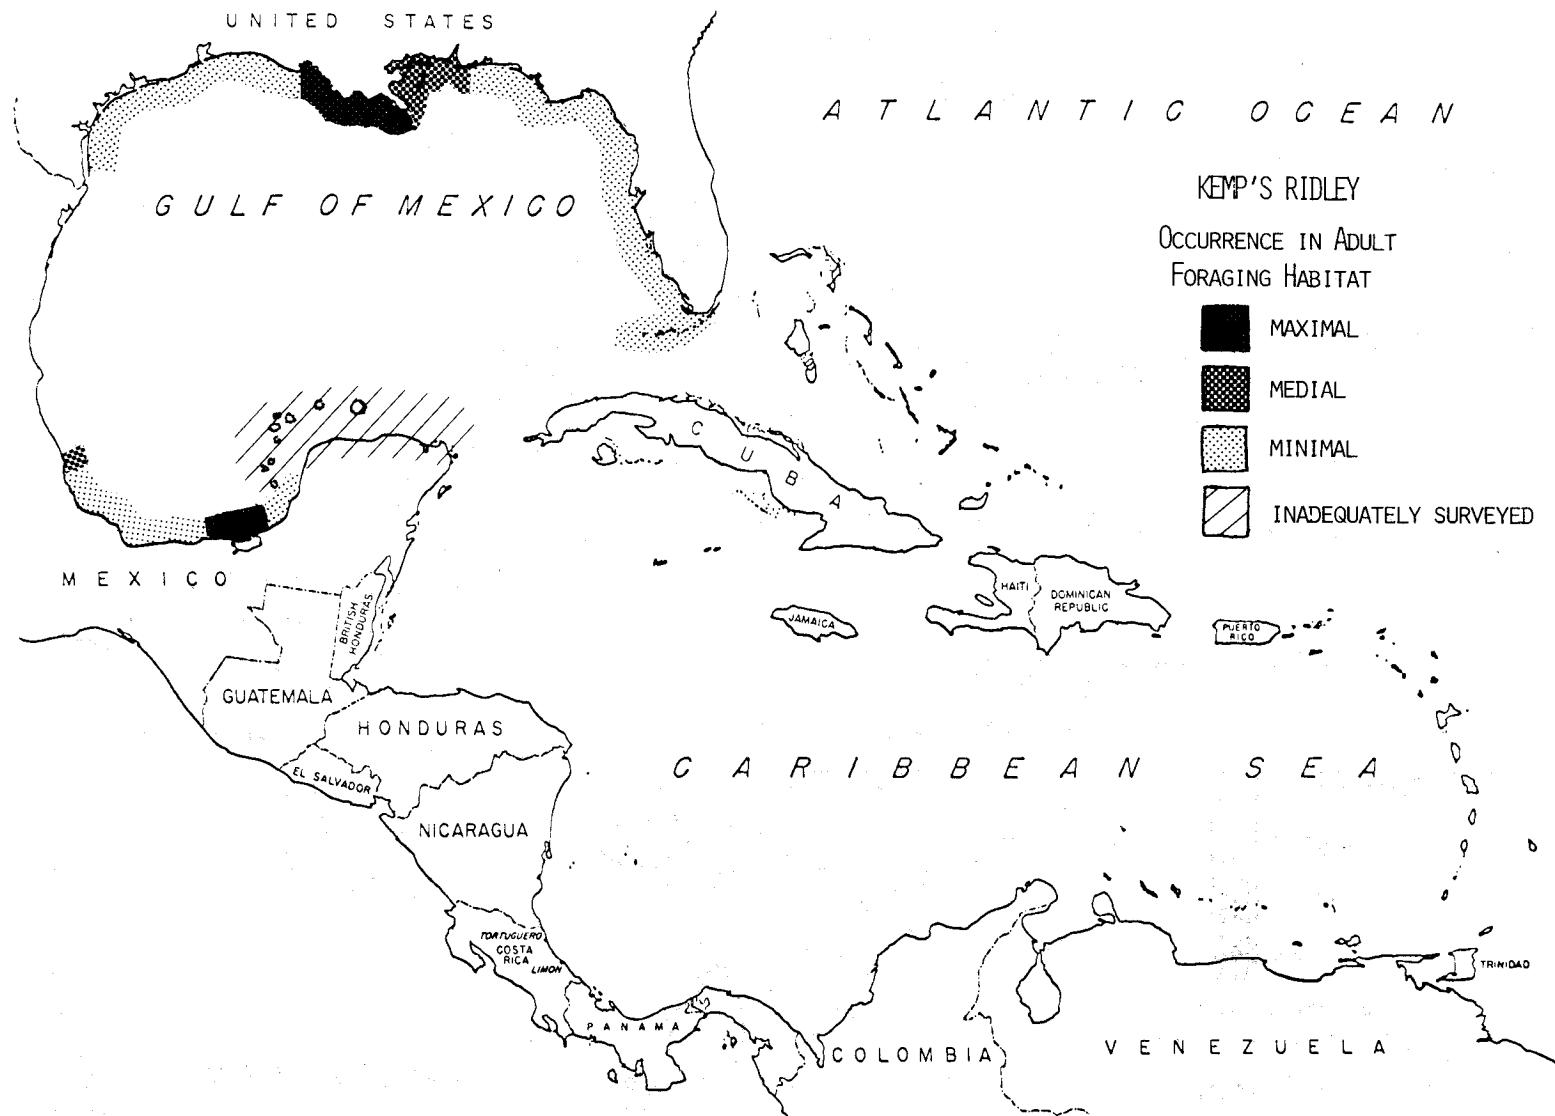 UNITED STATES
ATLANTIC OCEAN
GULF OF MEXICO
KEMP'S RIDLEY
OCCURRENCE IN ADULT
FORAGING HABITAT
MAXIMAL
MEDIAL
MINIMAL
INADEQUATELY SURVEYED
CUBA
MEXICO
BRITISH
HONDURAS
HAITI
DOMINICAN
REPUBLIC
JAMAICA
PUERTO
RICO
GUATEMALA
HONDURAS
EL SALVADOR
CARIBBEAN SEA
NICARAGUA
TORTUGUERO
COSTA
RICA
LIMON
TRINIDAD
PANAMA
COLOMBIA
VENEZUELA